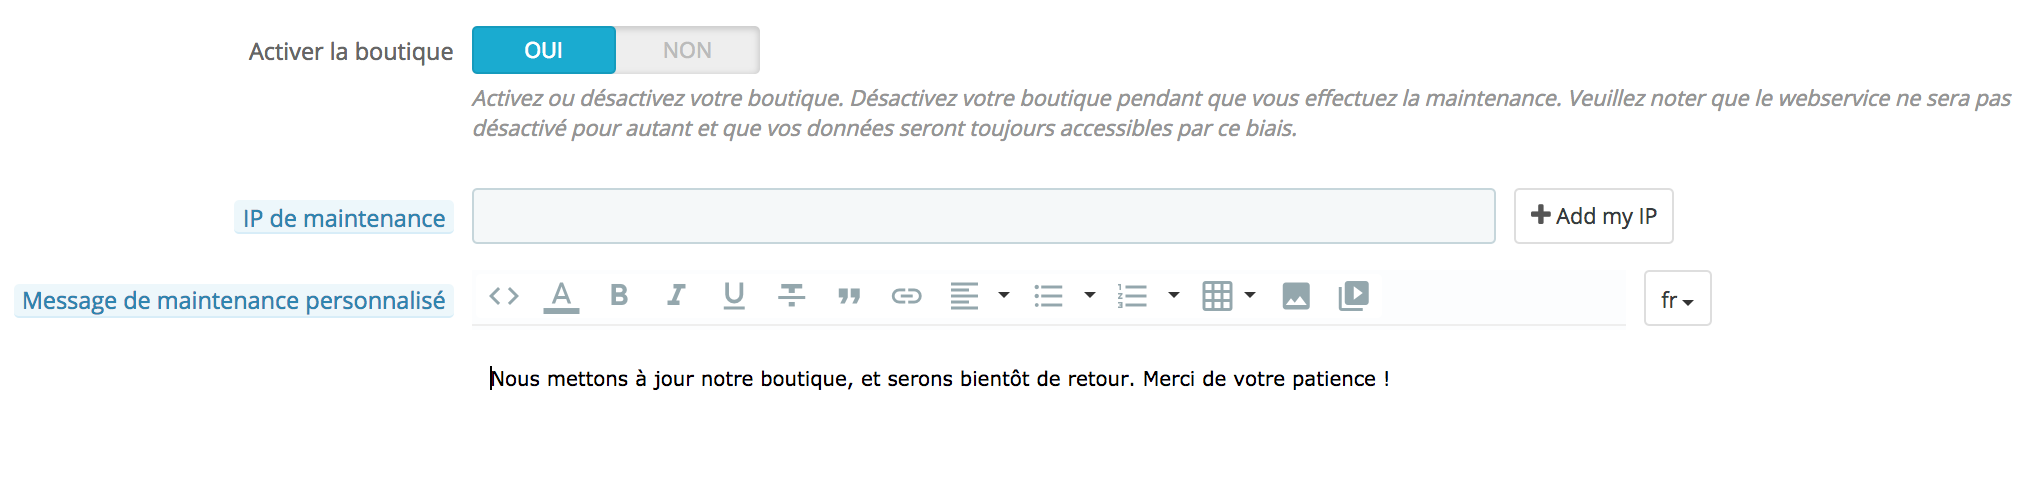 Activer la boutique OUI NON
Activez ou désactivez votre boutique. Désactivez votre boutique pendant que vous effectuez la maintenance. Veuillez noter que le webservice ne sera pas
désactivé pour autant et que vos données seront toujours accessibles par ce biais.
IP de maintenance Add my IP
Message de maintenance personnalisé fr
Nous mettons à jour notre boutique, et serons bientôt de retour. Merci de votre patience !